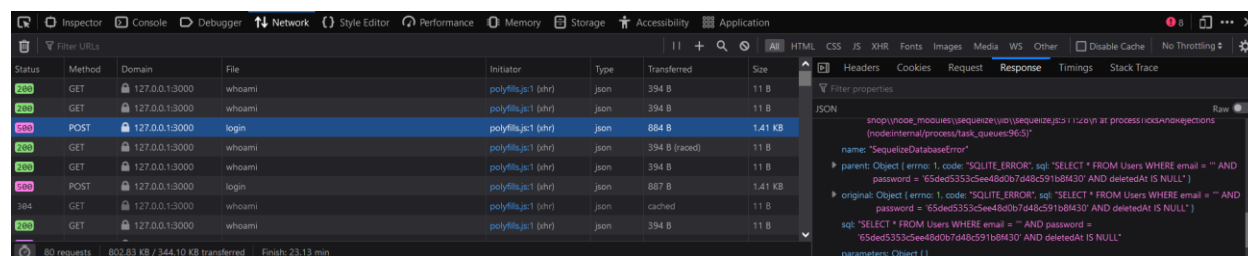 Inspector Console Debugger Network Style Editor Performance Memory Storage Accessibility Application 8
Filter URLs All HTML CSS JS XHR Fonts Images Media WS Other Disable Cache No Throttling
Status Method Domain File Initiator Type Transferred Size
200 GET 127.0.0.1:3000 whoami polyfills.js:1 (xhr) json 394 B 11 B
200 GET 127.0.0.1:3000 whoami polyfills.js:1 (xhr) json 394 B 11 B
500 POST 127.0.0.1:3000 login polyfills.js:1 (xhr) json 884 B 1.41 KB
200 GET 127.0.0.1:3000 whoami polyfills.js:1 (xhr) json 394 B (raced) 11 B
200 GET 127.0.0.1:3000 whoami polyfills.js:1 (xhr) json 394 B 11 B
500 POST 127.0.0.1:3000 login polyfills.js:1 (xhr) json 887 B 1.41 KB
304 GET 127.0.0.1:3000 whoami polyfills.js:1 (xhr) json cached 11 B
200 GET 127.0.0.1:3000 whoami polyfills.js:1 (xhr) json 394 B 11 B
80 requests 802.83 KB / 344.10 KB transferred Finish: 23.13 min
Headers Cookies Request Response Timings Stack Trace
Filter properties
JSON Raw
shop\\node_modules\\sequelize\\lib\\sequelize.js:511:28)\n at processTicksAndRejections
(node:internal/process/task_queues:96:5)"
name: "SequelizeDatabaseError"
parent: Object { errno: 1, code: "SQLITE_ERROR", sql: "SELECT * FROM Users WHERE email = ''' AND
password = '65ded5353c5ee48d0b7d48c591b8f430' AND deletedAt IS NULL" }
original: Object { errno: 1, code: "SQLITE_ERROR", sql: "SELECT * FROM Users WHERE email = ''' AND
password = '65ded5353c5ee48d0b7d48c591b8f430' AND deletedAt IS NULL" }
sql: "SELECT * FROM Users WHERE email = ''' AND password =
'65ded5353c5ee48d0b7d48c591b8f430' AND deletedAt IS NULL"
parameters: Object { }